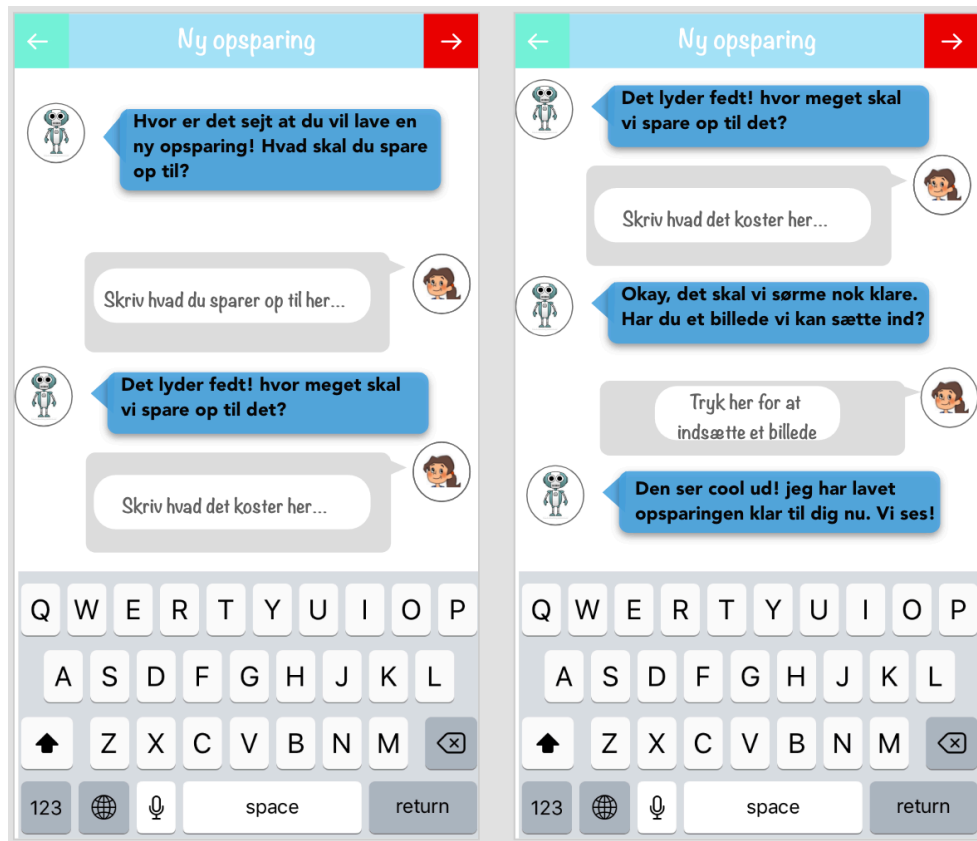 Ny opsparing
Hvor er det sejt at du vil lave en
ny opsparing! Hvad skal du spare
op til?
Skriv hvad du sparer op til her...
Det lyder fedt! hvor meget skal
vi spare op til det?
Skriv hvad det koster her...
Q W E R T Y U I O P
A S D F G H J K L
Z X C V B N M
123 space return
Ny opsparing
Det lyder fedt! hvor meget skal
vi spare op til det?
Skriv hvad det koster her...
Okay, det skal vi sørme nok klare.
Har du et billede vi kan sætte ind?
Tryk her for at
indsætte et billede
Den ser cool ud! jeg har lavet
opsparingen klar til dig nu. Vi ses!
Q W E R T Y U I O P
A S D F G H J K L
Z X C V B N M
123 space return